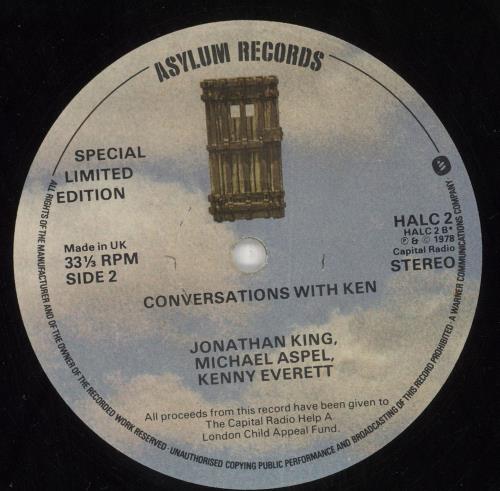 ASYLUM RECORDS
SPECIAL
LIMITED
EDITION
Made in UK
33⅓ RPM
SIDE 2
HALC 2
HALC 2 B*
℗ & © 1978
Capital Radio
STEREO
CONVERSATIONS WITH KEN
JONATHAN KING,
MICHAEL ASPEL,
KENNY EVERETT
All proceeds from this record have been given to
The Capital Radio Help A
London Child Appeal Fund.
ALL RIGHTS OF THE MANUFACTURER AND OF THE OWNER OF THE RECORDED WORK RESERVED · UNAUTHORISED COPYING PUBLIC PERFORMANCE AND BROADCASTING OF THIS RECORD PROHIBITED · A WARNER COMMUNICATIONS COMPANY